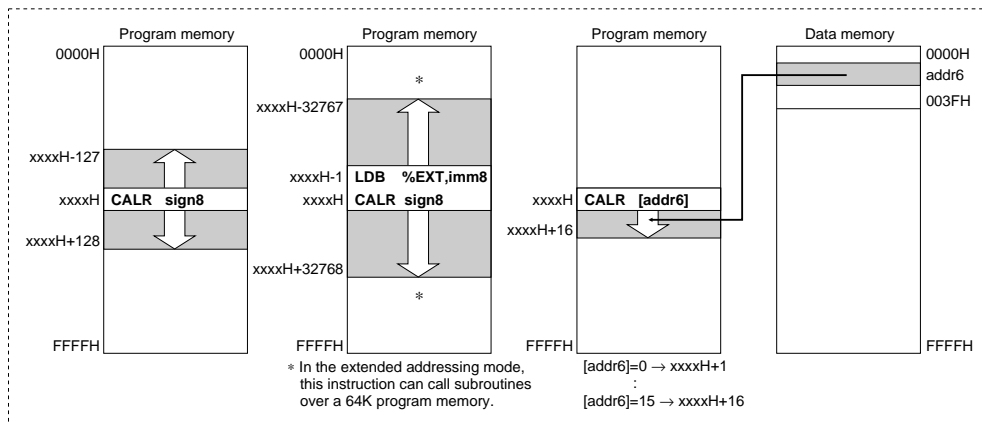 Program memory
0000H
xxxxH-127
xxxxH
CALR sign8
xxxxH+128
FFFFH
Program memory
0000H
*
xxxxH-32767
xxxxH-1
LDB %EXT,imm8
xxxxH
CALR sign8
xxxxH+32768
*
FFFFH
* In the extended addressing mode,
this instruction can call subroutines
over a 64K program memory.
Program memory
0000H
xxxxH
CALR [addr6]
xxxxH+16
FFFFH
[addr6]=0 → xxxxH+1
:
[addr6]=15 → xxxxH+16
Data memory
0000H
addr6
003FH
FFFFH